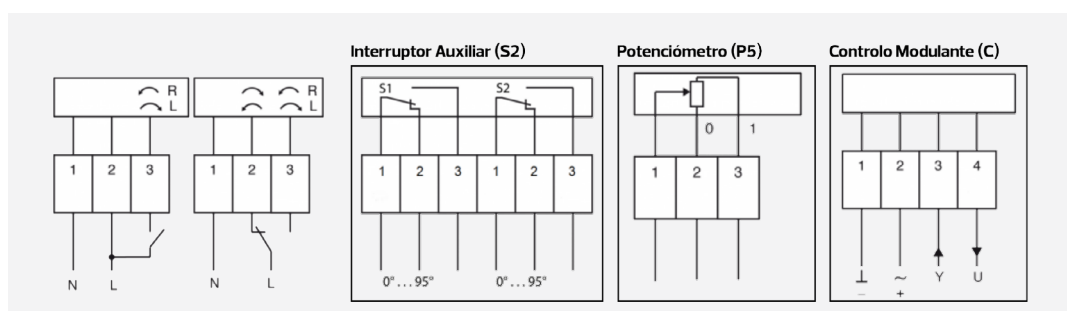 Interruptor Auxiliar (S2)
Potenciómetro (P5)
Controlo Modulante (C)
R
L
1 2 3
N L
R
L
1 2 3
N L
S1 S2
1 2 3 1 2 3
0°...95° 0°...95°
0 1
1 2 3
1 2 3 4
⊥ ~ Y U
– +